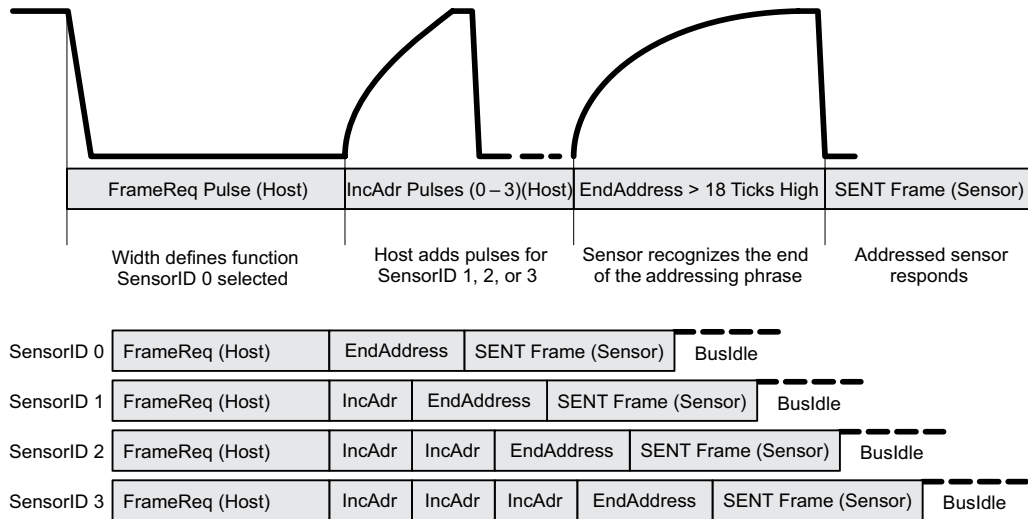 FrameReq Pulse (Host) IncAdr Pulses (0 – 3)(Host) EndAddress > 18 Ticks High SENT Frame (Sensor)
Width defines function Host adds pulses for Sensor recognizes the end Addressed sensor
SensorID 0 selected SensorID 1, 2, or 3 of the addressing phrase responds
SensorID 0 FrameReq (Host) EndAddress SENT Frame (Sensor) BusIdle
SensorID 1 FrameReq (Host) IncAdr EndAddress SENT Frame (Sensor) BusIdle
SensorID 2 FrameReq (Host) IncAdr IncAdr EndAddress SENT Frame (Sensor) BusIdle
SensorID 3 FrameReq (Host) IncAdr IncAdr IncAdr EndAddress SENT Frame (Sensor) BusIdle